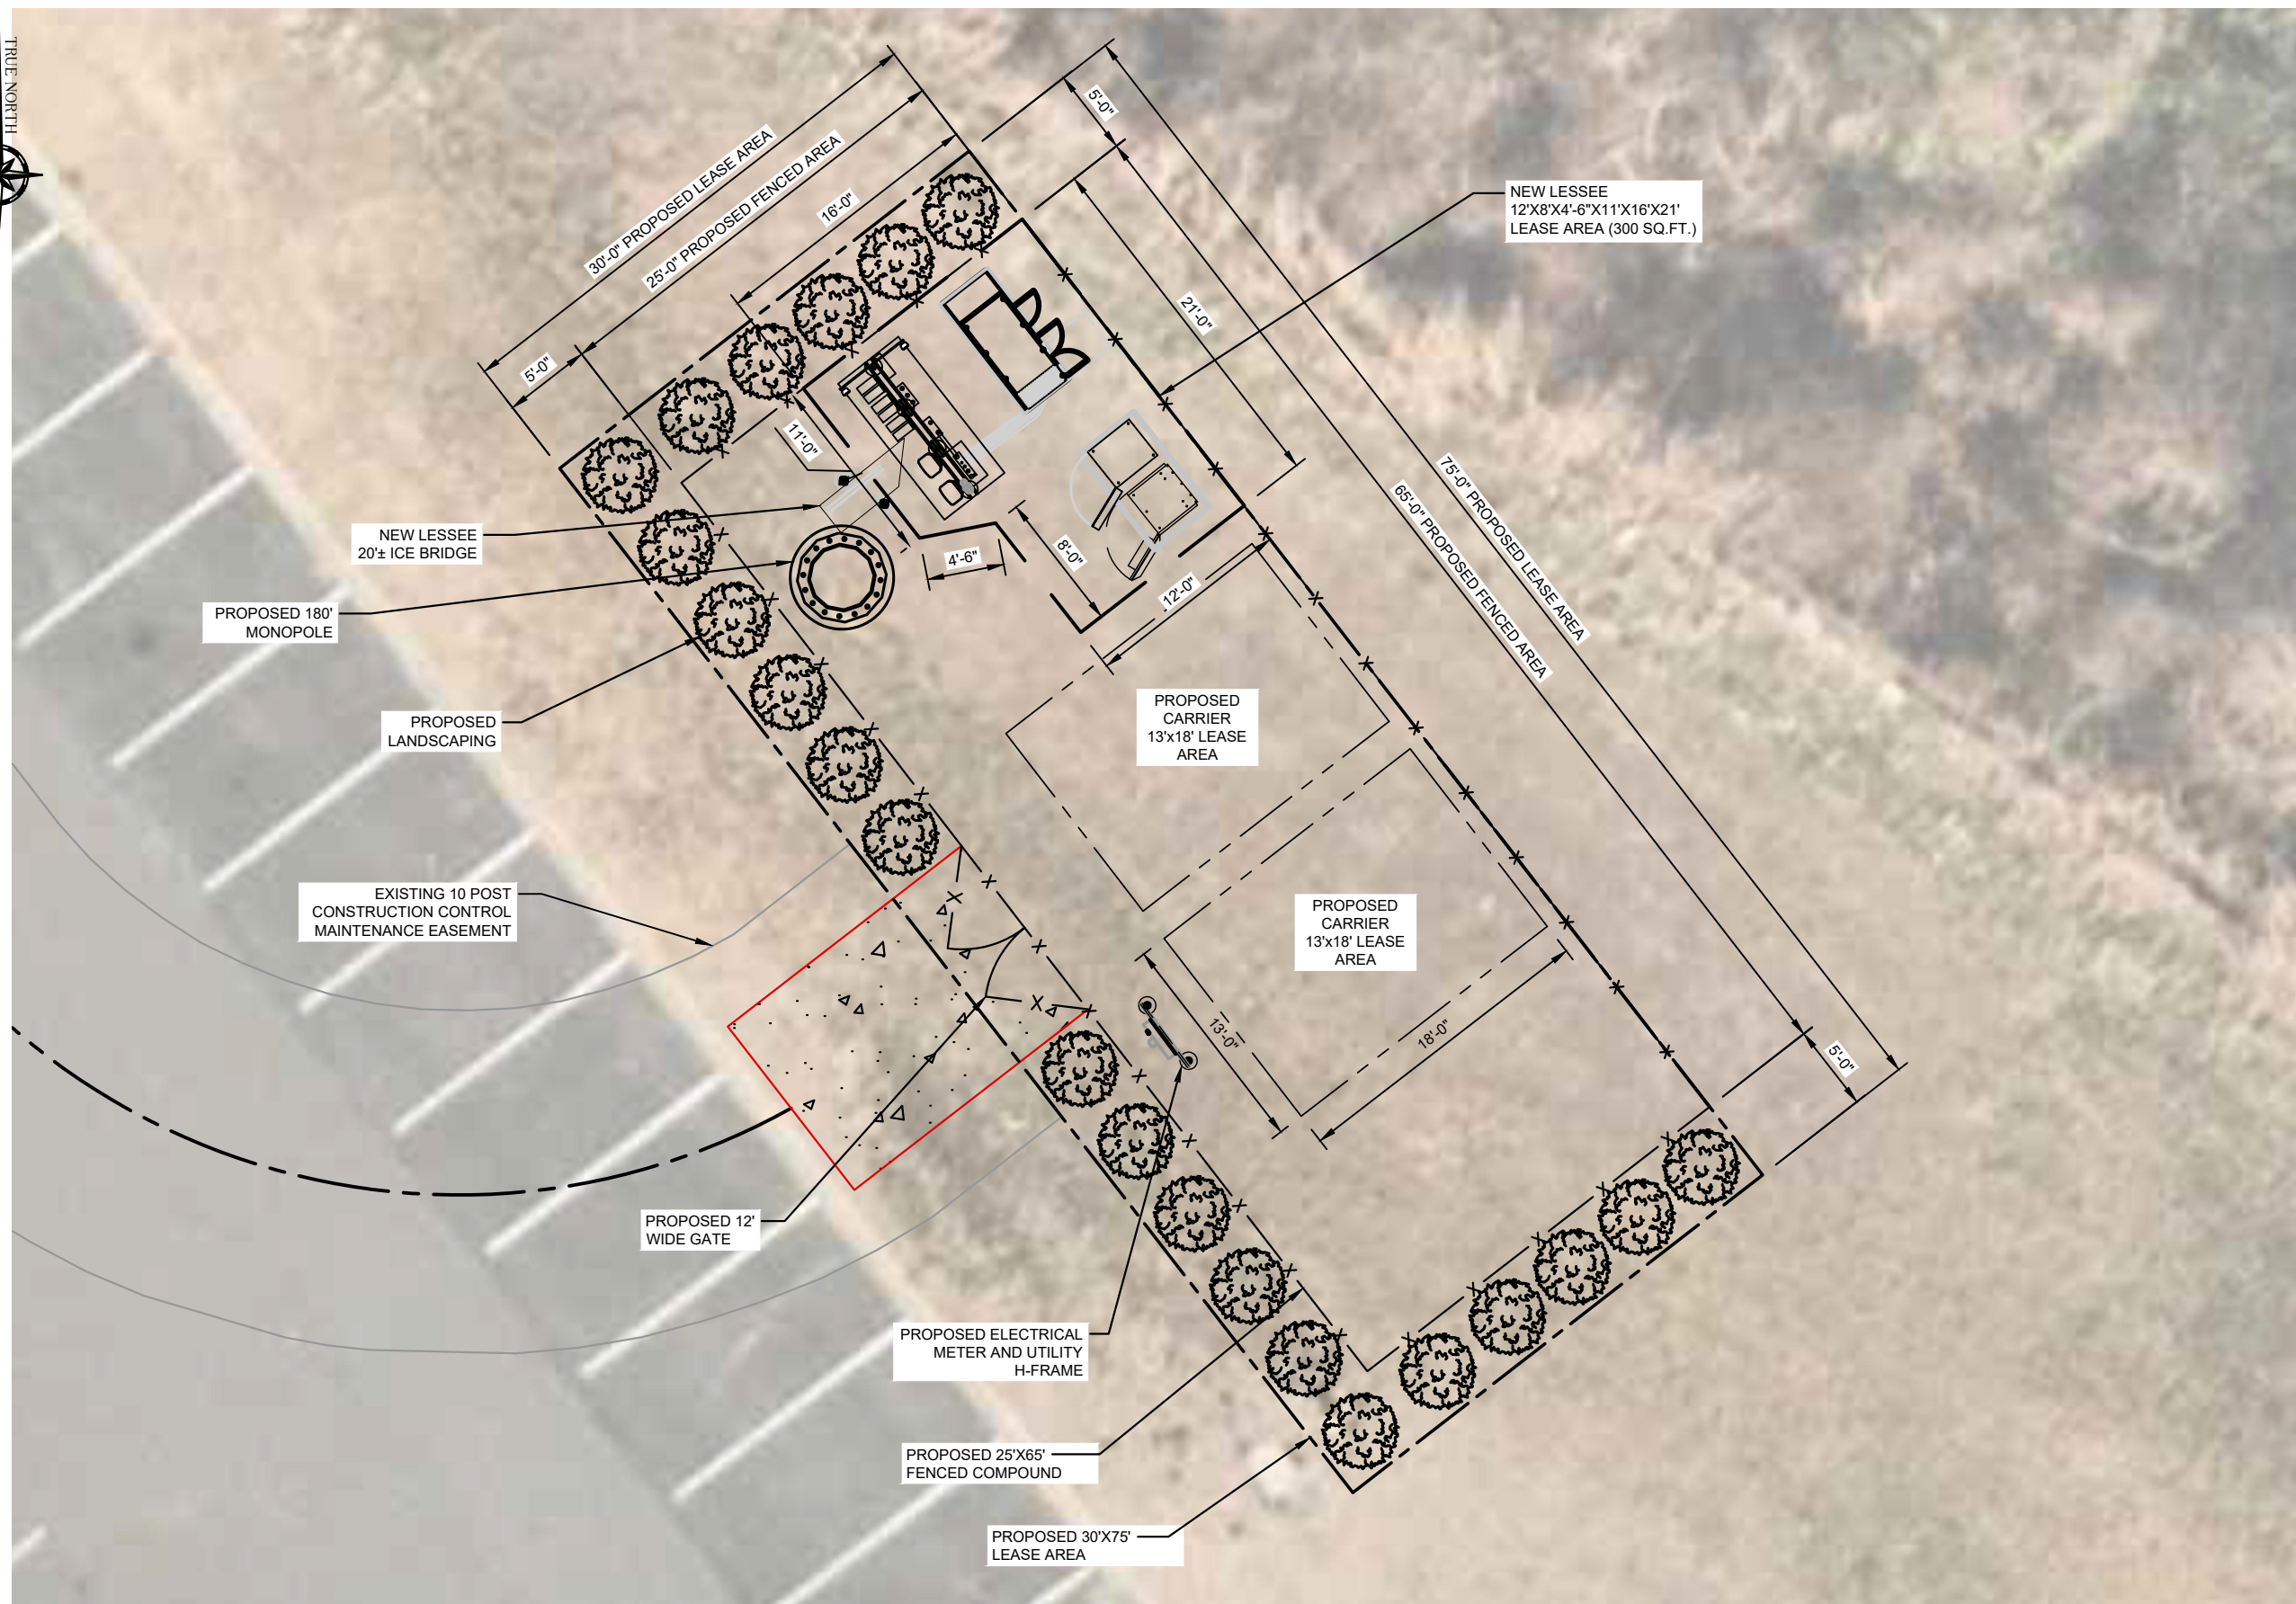 TRUE NORTH
30'-0" PROPOSED LEASE AREA
25'-0" PROPOSED FENCED AREA
16'-0"
5'-0"
5'-0"
NEW LESSEE
12'X8'X4'-6"X11'X16'X21'
LEASE AREA (300 SQ.FT.)
21'-0"
11'-0"
75'-0" PROPOSED LEASE AREA
65'-0" PROPOSED FENCED AREA
NEW LESSEE
20'± ICE BRIDGE
4'-6"
8'-0"
12'-0"
PROPOSED 180'
MONOPOLE
PROPOSED
LANDSCAPING
PROPOSED
CARRIER
13'x18' LEASE
AREA
EXISTING 10 POST
CONSTRUCTION CONTROL
MAINTENANCE EASEMENT
PROPOSED
CARRIER
13'x18' LEASE
AREA
13'-0"
18'-0"
5'-0"
PROPOSED 12'
WIDE GATE
PROPOSED ELECTRICAL
METER AND UTILITY
H-FRAME
PROPOSED 25'X65'
FENCED COMPOUND
PROPOSED 30'X75'
LEASE AREA